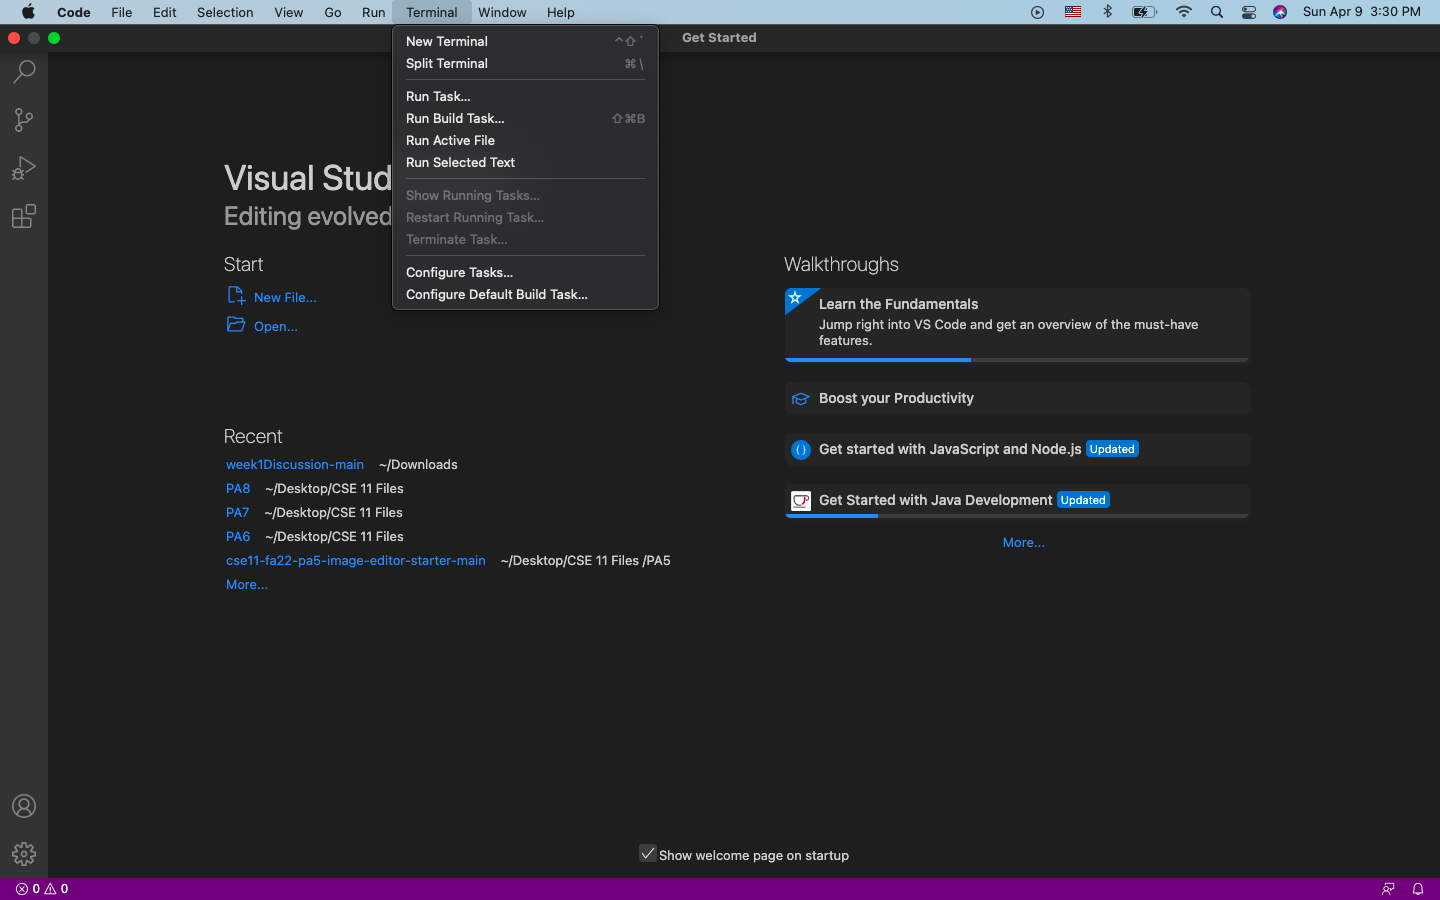 Code File Edit Selection View Go Run Terminal Window Help Sun Apr 9 3:30 PM
Get Started
New Terminal ^⇧`
Split Terminal ⌘\
Run Task...
Run Build Task... ⇧⌘B
Run Active File
Run Selected Text
Show Running Tasks...
Restart Running Task...
Terminate Task...
Configure Tasks...
Configure Default Build Task...
Visual Stud
Editing evolved
Start
New File...
Open...
Recent
week1Discussion-main ~/Downloads
PA8 ~/Desktop/CSE 11 Files
PA7 ~/Desktop/CSE 11 Files
PA6 ~/Desktop/CSE 11 Files
cse11-fa22-pa5-image-editor-starter-main ~/Desktop/CSE 11 Files /PA5
More...
Walkthroughs
Learn the Fundamentals
Jump right into VS Code and get an overview of the must-have
features.
Boost your Productivity
Get started with JavaScript and Node.js Updated
Get Started with Java Development Updated
More...
Show welcome page on startup
0 0